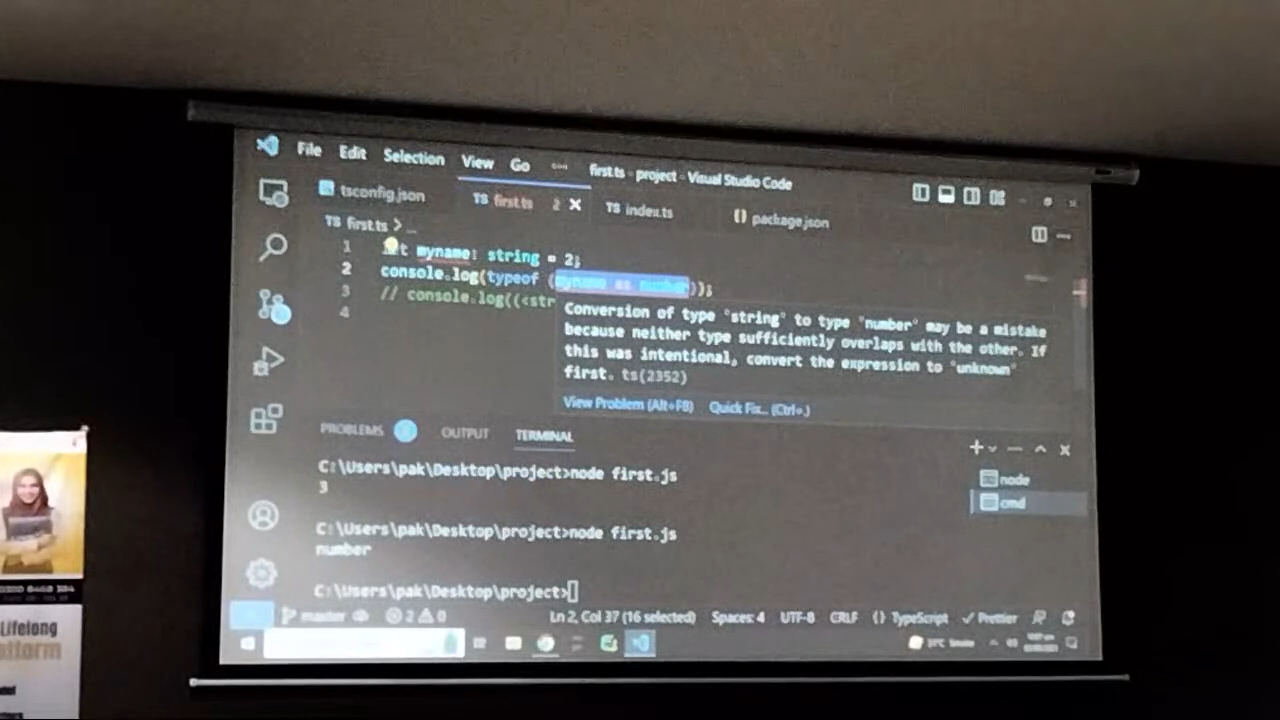 File Edit Selection View Go ... first.ts - project - Visual Studio Code
tsconfig.json TS first.ts 2 TS index.ts {} package.json
TS first.ts > ...
1 t myname: string = 2;
2 console.log(typeof (myname as number));
3 // console.log((<str
4
Conversion of type 'string' to type 'number' may be a mistake
because neither type sufficiently overlaps with the other. If
this was intentional, convert the expression to 'unknown'
first. ts(2352)
View Problem (Alt+F8) Quick Fix... (Ctrl+.)
PROBLEMS OUTPUT TERMINAL
C:\Users\pak\Desktop\project>node first.js
3
C:\Users\pak\Desktop\project>node first.js
number
C:\Users\pak\Desktop\project>
node
cmd
master 2 0 Ln 2, Col 37 (16 selected) Spaces: 4 UTF-8 CRLF {} TypeScript Prettier
Lifelong